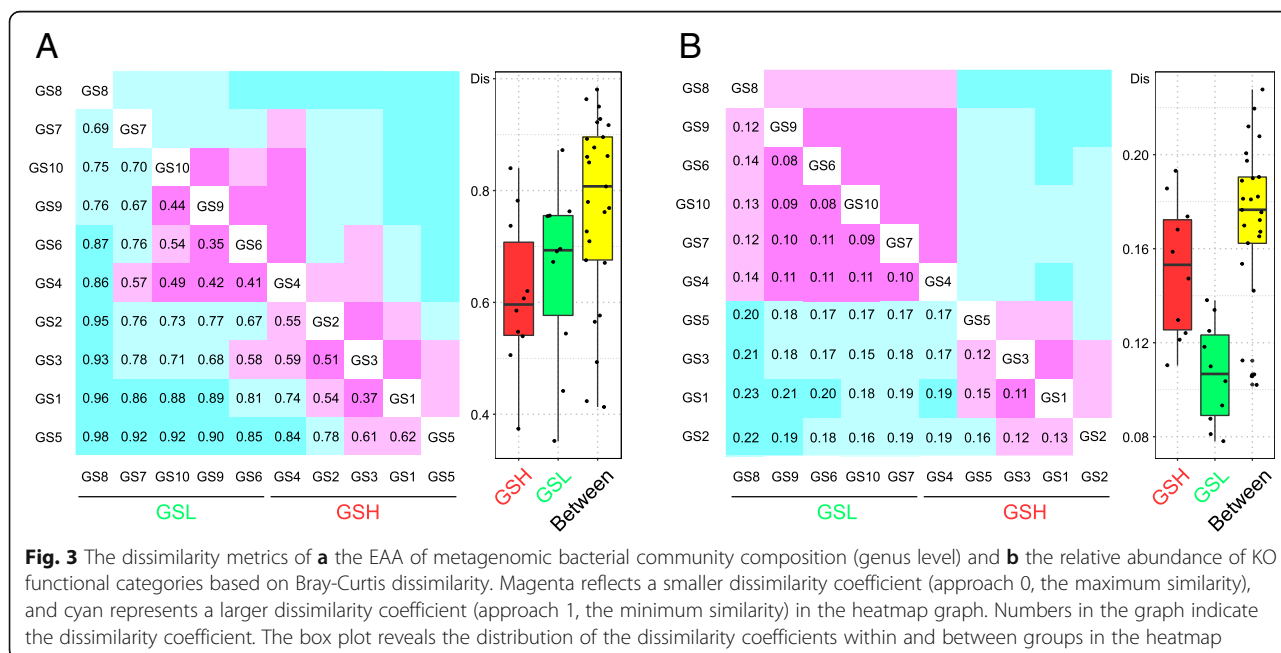 A
GS8 GS8
GS7 0.69 GS7
GS10 0.75 0.70 GS10
GS9 0.76 0.67 0.44 GS9
GS6 0.87 0.76 0.54 0.35 GS6
GS4 0.86 0.57 0.49 0.42 0.41 GS4
GS2 0.95 0.76 0.73 0.77 0.67 0.55 GS2
GS3 0.93 0.78 0.71 0.68 0.58 0.59 0.51 GS3
GS1 0.96 0.86 0.88 0.89 0.81 0.74 0.54 0.37 GS1
GS5 0.98 0.92 0.92 0.90 0.85 0.84 0.78 0.61 0.62 GS5
GS8 GS7 GS10 GS9 GS6 GS4 GS2 GS3 GS1 GS5
GSL GSH
Dis
0.8
0.6
0.4
GSH GSL Between
B
GS8 GS8
GS9 0.12 GS9
GS6 0.14 0.08 GS6
GS10 0.13 0.09 0.08 GS10
GS7 0.12 0.10 0.11 0.09 GS7
GS4 0.14 0.11 0.11 0.11 0.10 GS4
GS5 0.20 0.18 0.17 0.17 0.17 0.17 GS5
GS3 0.21 0.18 0.17 0.15 0.18 0.17 0.12 GS3
GS1 0.23 0.21 0.20 0.18 0.19 0.19 0.15 0.11 GS1
GS2 0.22 0.19 0.18 0.16 0.19 0.19 0.16 0.12 0.13 GS2
GS8 GS9 GS6 GS10 GS7 GS4 GS5 GS3 GS1 GS2
GSL GSH
Dis
0.20
0.16
0.12
0.08
GSH GSL Between
Fig. 3 The dissimilarity metrics of a the EAA of metagenomic bacterial community composition (genus level) and b the relative abundance of KO
functional categories based on Bray-Curtis dissimilarity. Magenta reflects a smaller dissimilarity coefficient (approach 0, the maximum similarity),
and cyan represents a larger dissimilarity coefficient (approach 1, the minimum similarity) in the heatmap graph. Numbers in the graph indicate
the dissimilarity coefficient. The box plot reveals the distribution of the dissimilarity coefficients within and between groups in the heatmap